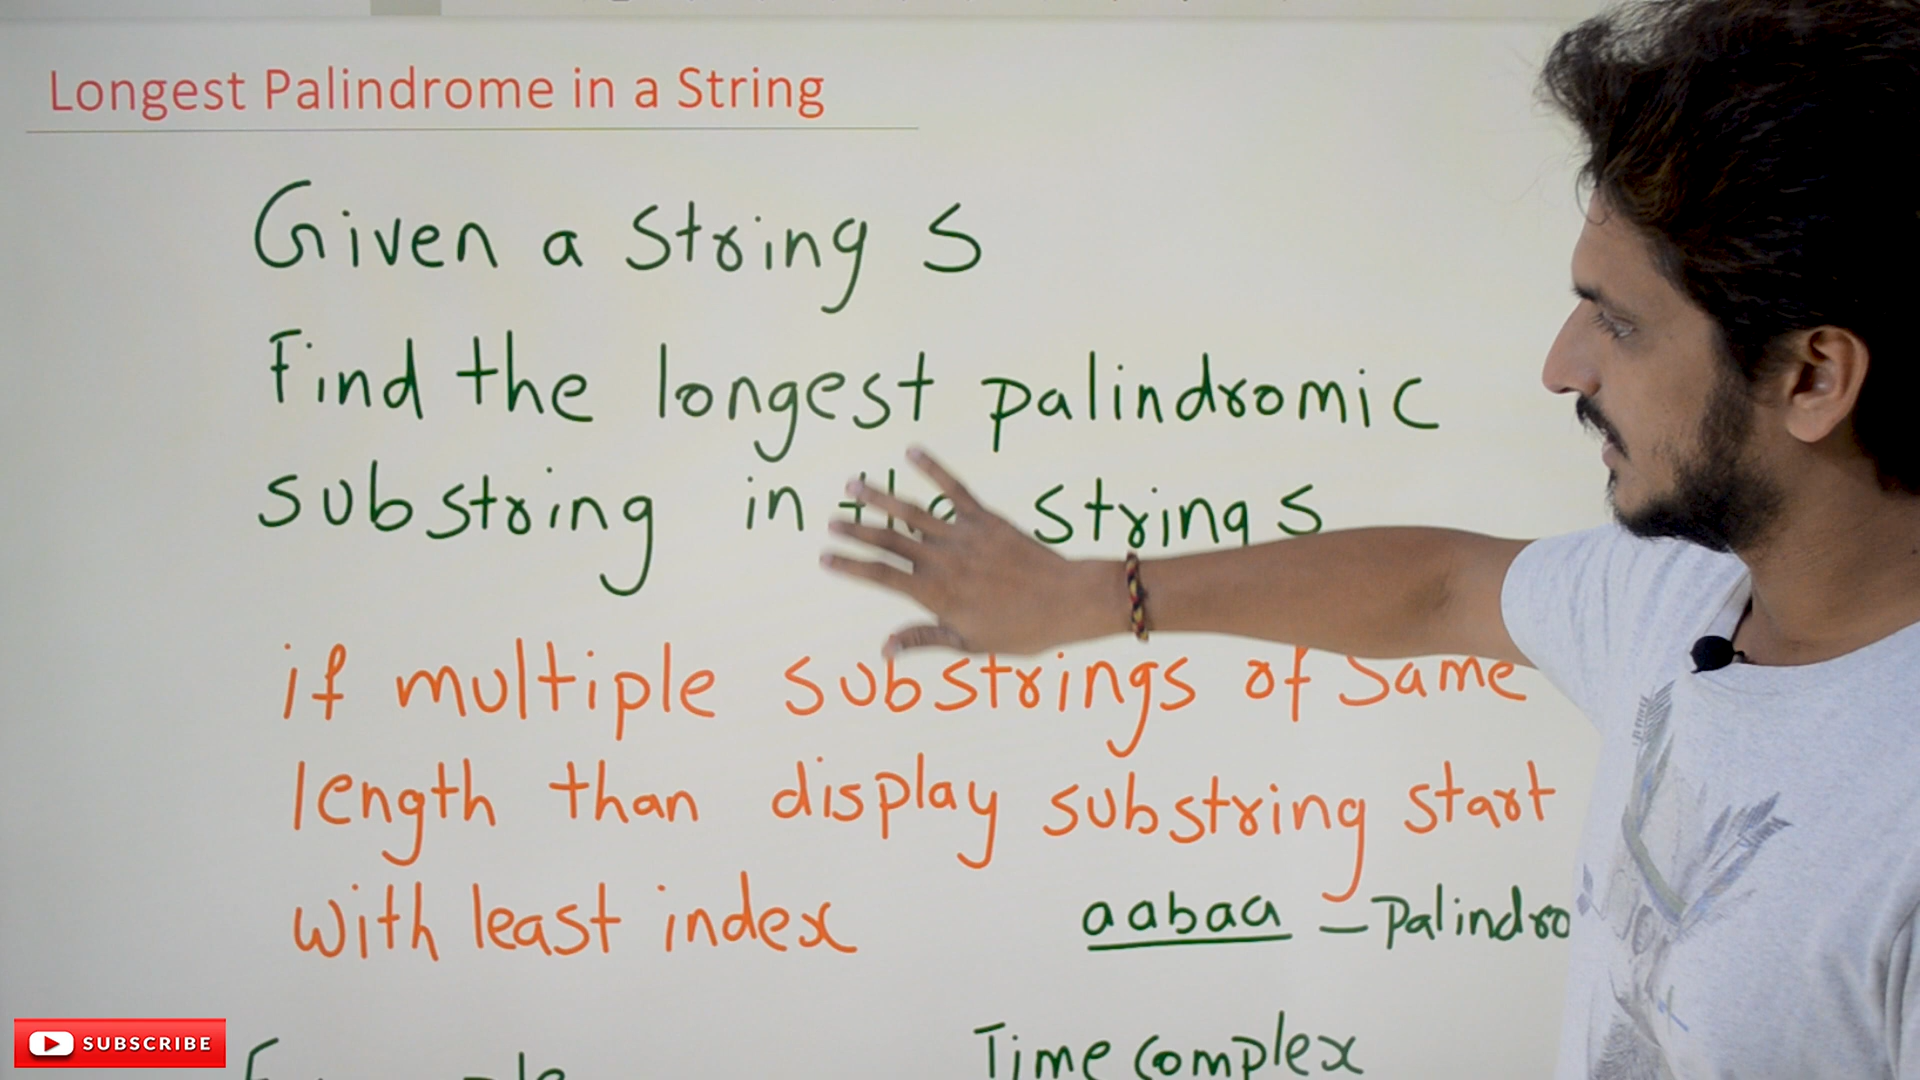 Longest Palindrome in a String
Given a string S
Find the longest palindromic
substring in the string S
if multiple substrings of same
length than display substring start
with least index
aabaa – Palindro
Time complex
SUBSCRIBE